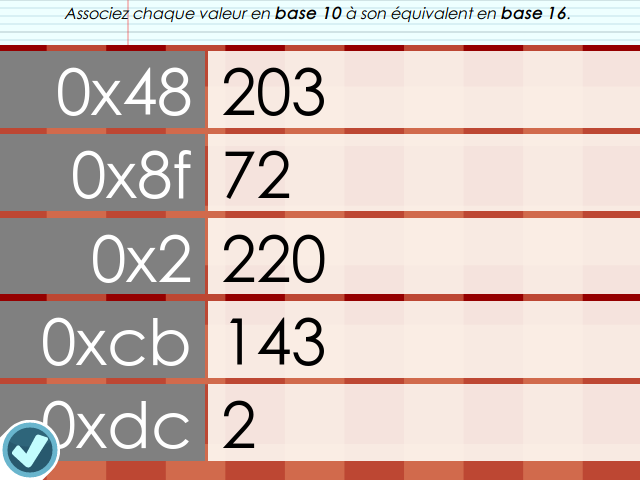 Associez chaque valeur en base 10 à son équivalent en base 16.
0x48 203
0x8f 72
0x2 220
0xcb 143
0xdc 2